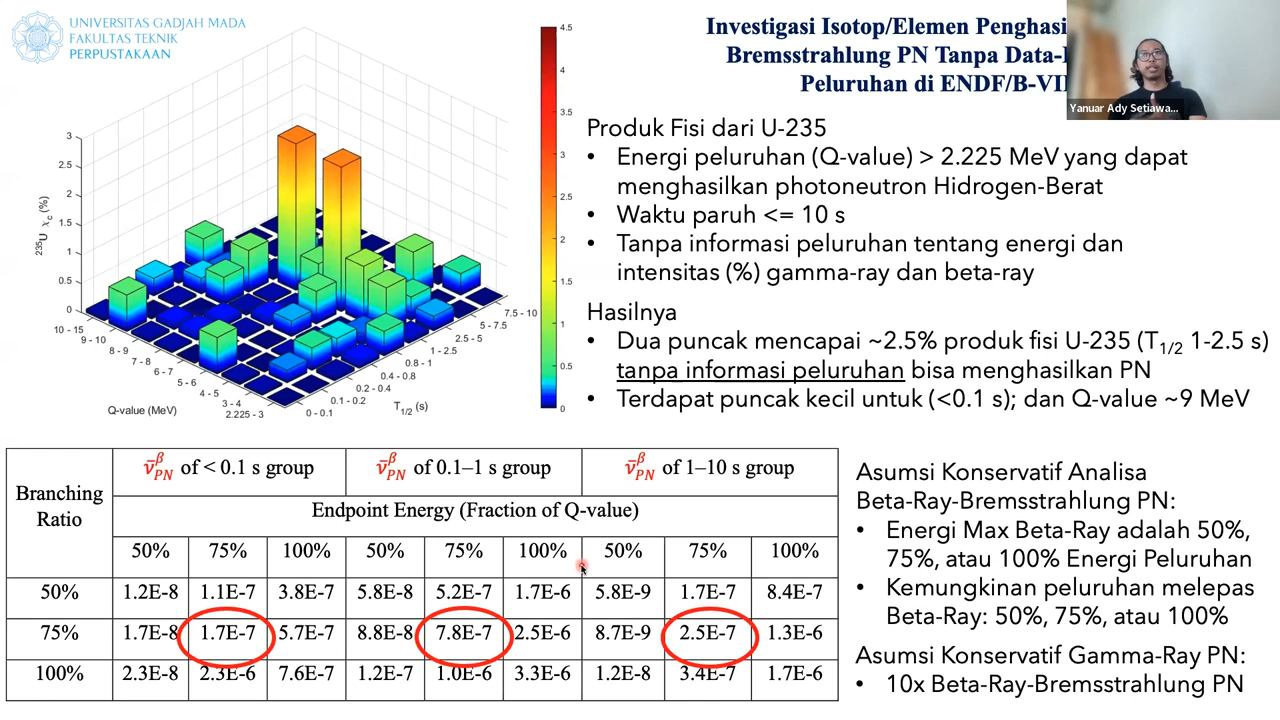 UNIVERSITAS GADJAH MADA
FAKULTAS TEKNIK
PERPUSTAKAAN
Investigasi Isotop/Elemen Penghasi
Bremsstrahlung PN Tanpa Data-
Peluruhan di ENDF/B-VII
Yanuar Ady Setiawa...
4.5
4
3.5
3
2.5
2
1.5
1
0.5
0
3
2.5
2
1.5
1
0.5
0
235U χc (%)
10 - 15
9 - 10
8 - 9
7 - 8
6 - 7
5 - 6
4 - 5
3 - 4
2.225 - 3
Q-value (MeV)
0 - 0.1
0.1 - 0.2
0.2 - 0.4
0.4 - 0.8
0.8 - 1
1 - 2.5
2.5 - 5
5 - 7.5
7.5 - 10
T1/2 (s)
Produk Fisi dari U-235
• Energi peluruhan (Q-value) > 2.225 MeV yang dapat
menghasilkan photoneutron Hidrogen-Berat
• Waktu paruh <= 10 s
• Tanpa informasi peluruhan tentang energi dan
intensitas (%) gamma-ray dan beta-ray
Hasilnya
• Dua puncak mencapai ~2.5% produk fisi U-235 (T1/2 1-2.5 s)
tanpa informasi peluruhan bisa menghasilkan PN
• Terdapat puncak kecil untuk (<0.1 s); dan Q-value ~9 MeV
Branching Ratio
ν̄βPN of < 0.1 s group ν̄βPN of 0.1–1 s group ν̄βPN of 1–10 s group
Endpoint Energy (Fraction of Q-value)
50% 75% 100% 50% 75% 100% 50% 75% 100%
50% 1.2E-8 1.1E-7 3.8E-7 5.8E-8 5.2E-7 1.7E-6 5.8E-9 1.7E-7 8.4E-7
75% 1.7E-8 1.7E-7 5.7E-7 8.8E-8 7.8E-7 2.5E-6 8.7E-9 2.5E-7 1.3E-6
100% 2.3E-8 2.3E-6 7.6E-7 1.2E-7 1.0E-6 3.3E-6 1.2E-8 3.4E-7 1.7E-6
Asumsi Konservatif Analisa
Beta-Ray-Bremsstrahlung PN:
• Energi Max Beta-Ray adalah 50%,
75%, atau 100% Energi Peluruhan
• Kemungkinan peluruhan melepas
Beta-Ray: 50%, 75%, atau 100%
Asumsi Konservatif Gamma-Ray PN:
• 10x Beta-Ray-Bremsstrahlung PN